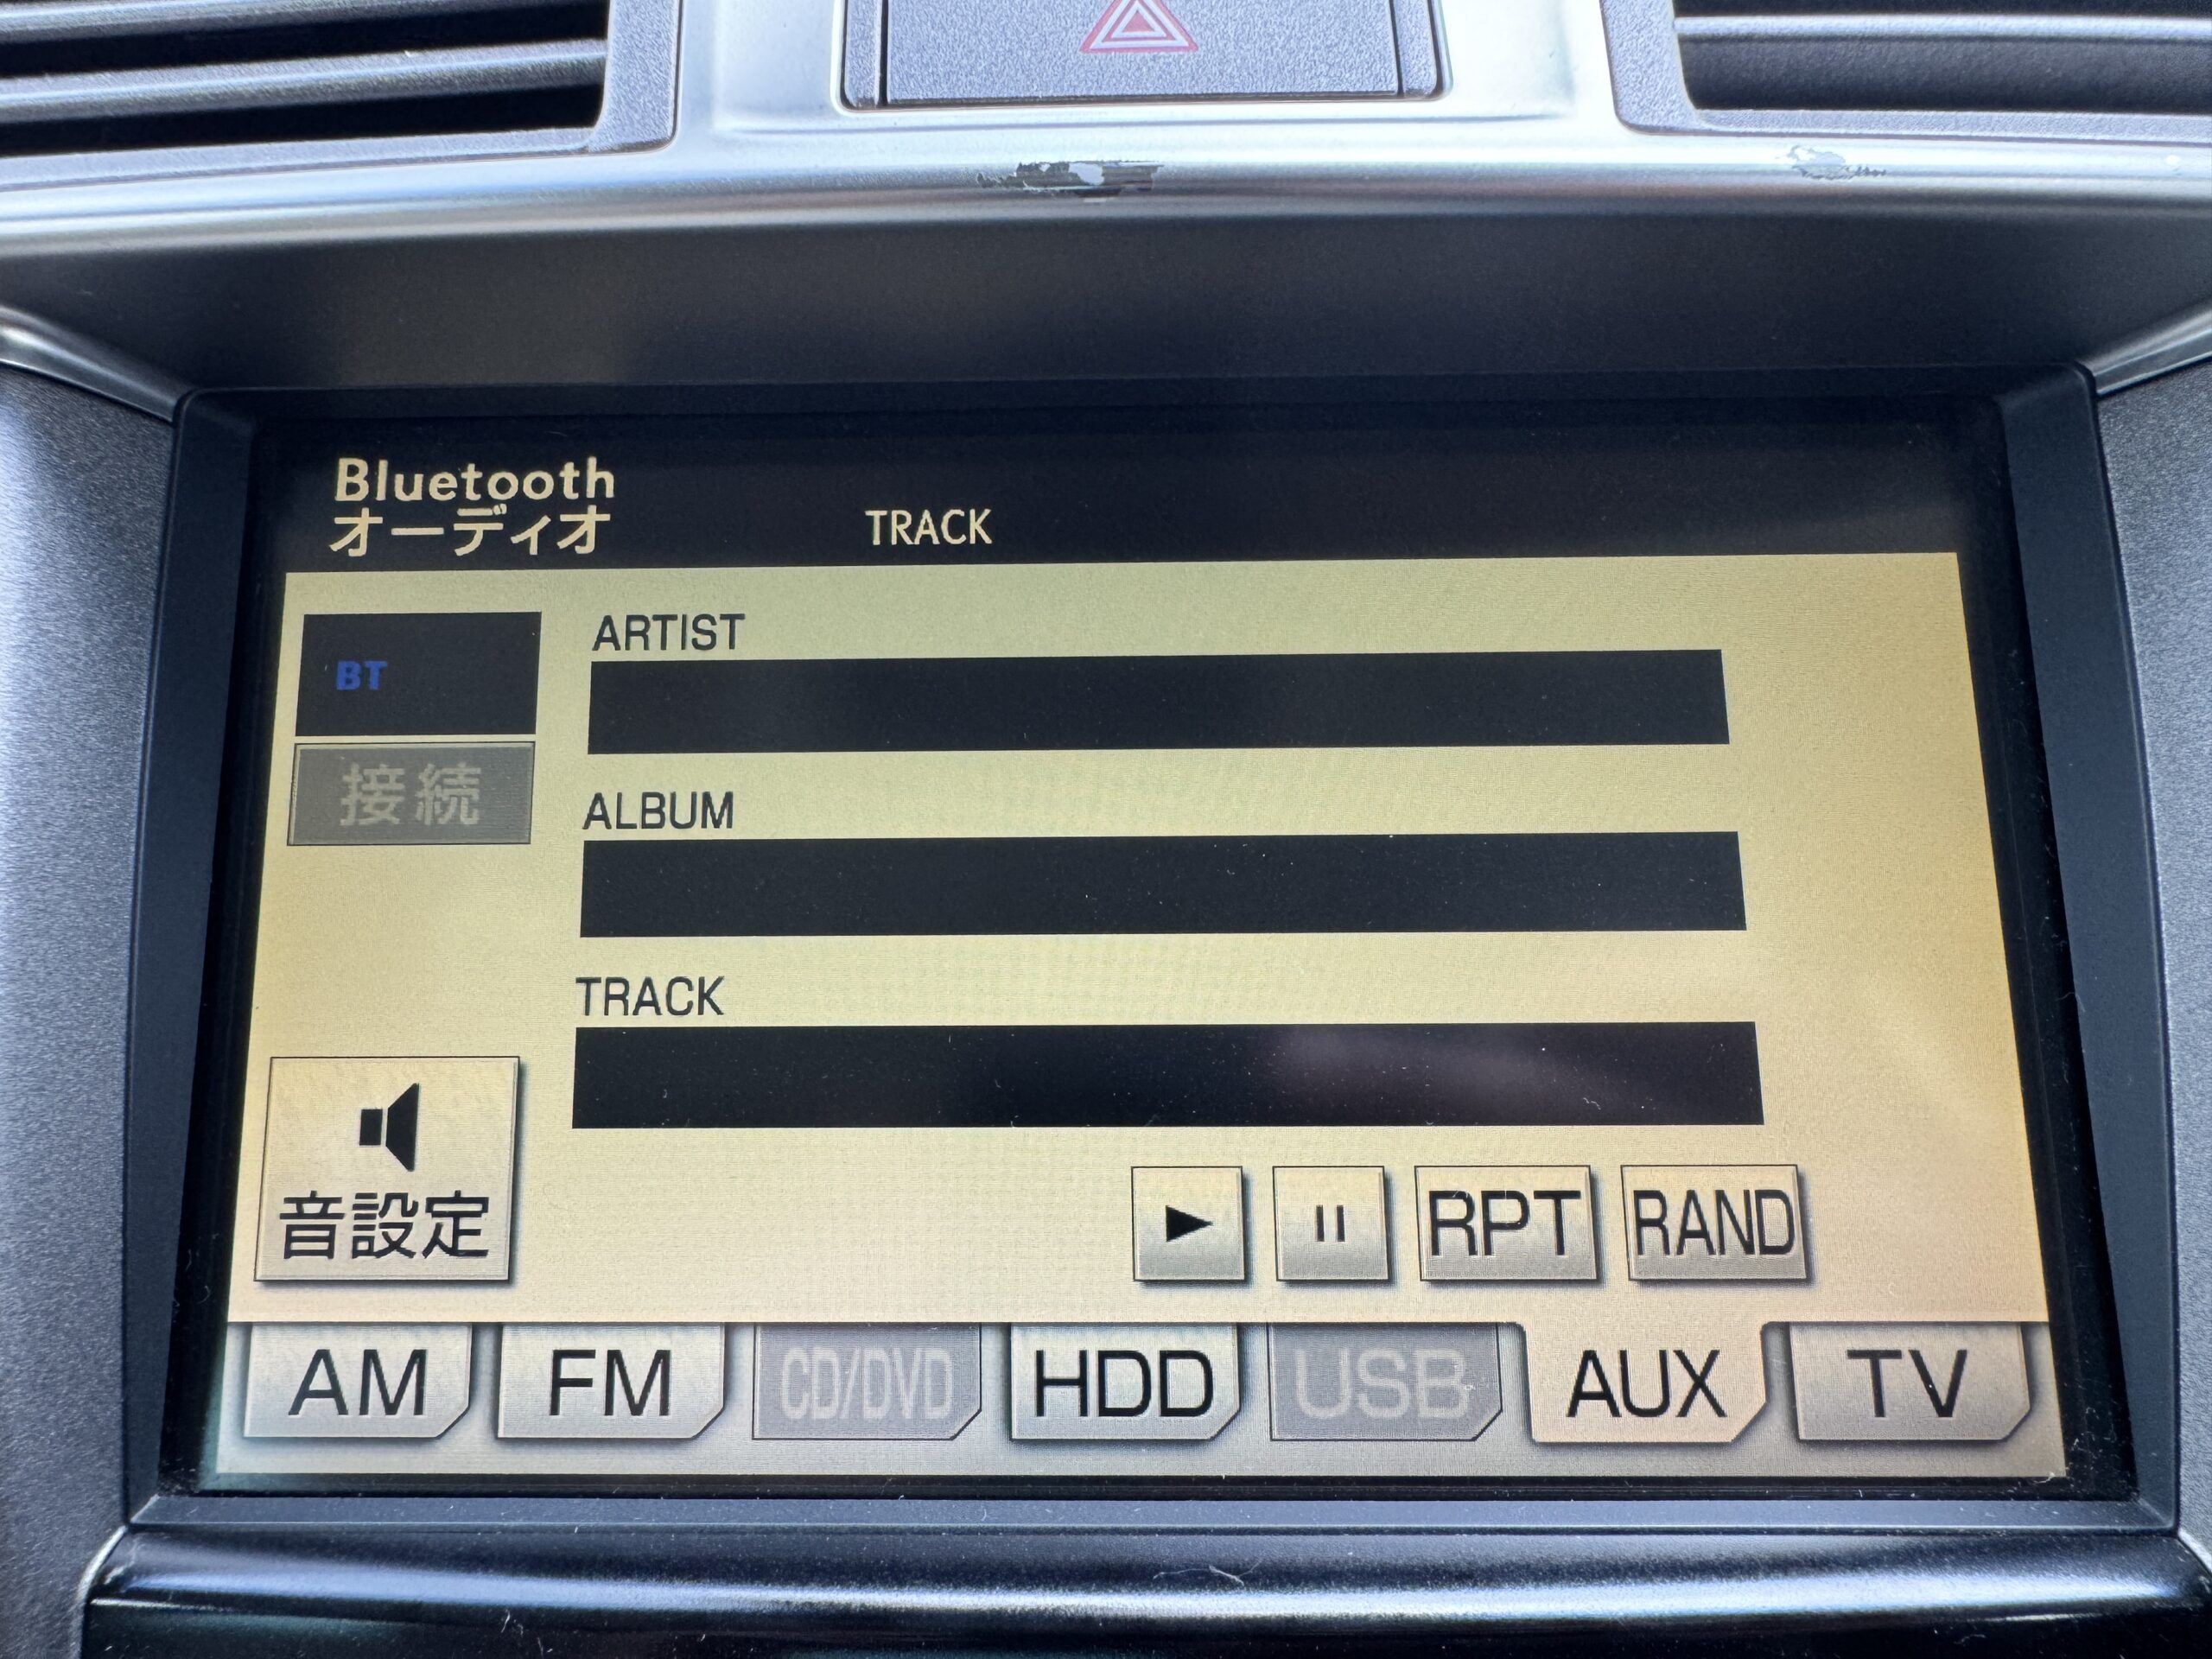 Bluetooth
オーディオ
TRACK
BT
接続
ARTIST
ALBUM
TRACK
音設定
RPT
RAND
AM
FM
CD/DVD
HDD
USB
AUX
TV